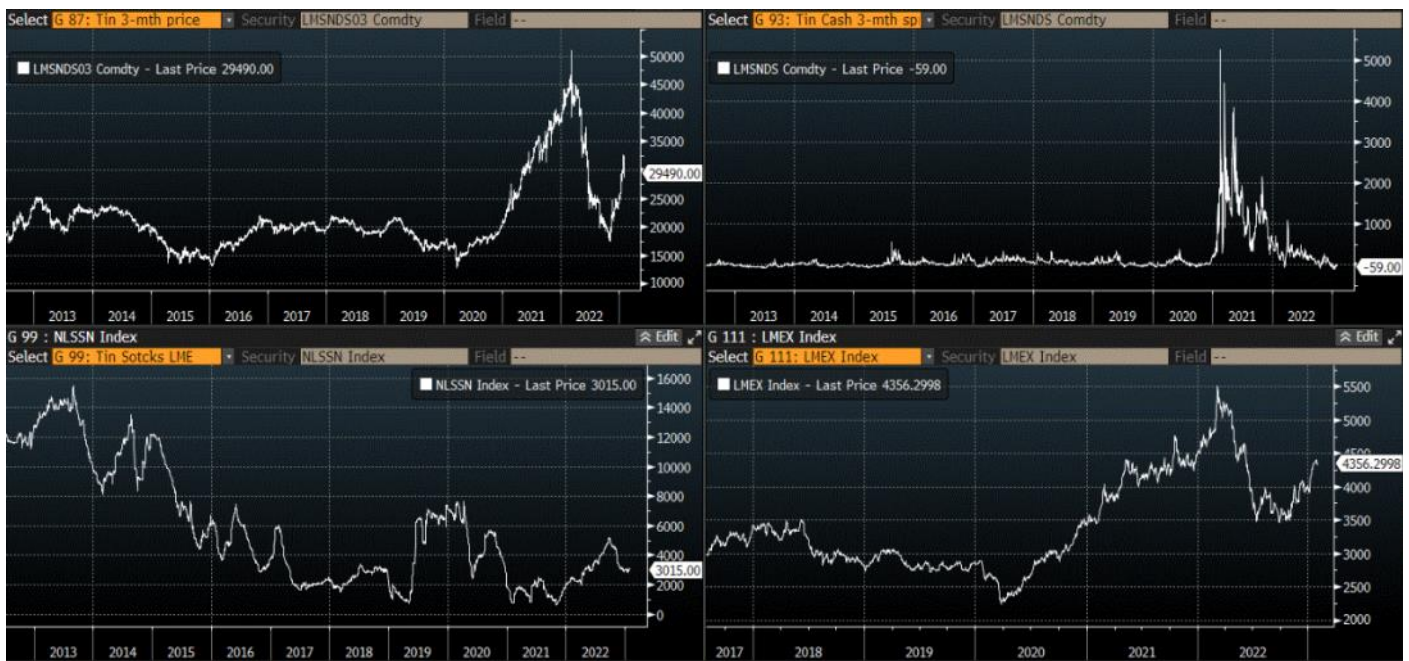 Select G 87: Tin 3-mth price Security LMSNDS03 Comdty Field --
LMSNDS03 Comdty - Last Price 29490.00
50000
45000
40000
35000
29490.00
25000
20000
15000
10000
2013 2014 2015 2016 2017 2018 2019 2020 2021 2022
Select G 93: Tin Cash 3-mth sp Security LMSNDS Comdty Field --
LMSNDS Comdty - Last Price -59.00
5000
4000
3000
2000
1000
-59.00
2013 2014 2015 2016 2017 2018 2019 2020 2021 2022
G 99 : NLSSN Index Edit
Select G 99: Tin Sotcks LME Security NLSSN Index Field --
NLSSN Index - Last Price 3015.00
16000
14000
12000
10000
8000
6000
4000
3015.00
2000
0
2013 2014 2015 2016 2017 2018 2019 2020 2021 2022
G 111 : LMEX Index Edit
Select G 111: LMEX Index Security LMEX Index Field --
LMEX Index - Last Price 4356.2998
5500
5000
4500
4356.2998
4000
3500
3000
2500
2000
2017 2018 2019 2020 2021 2022